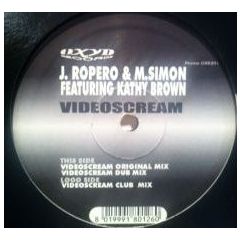 OXYD
RECORDS
J. ROPERO & M.SIMON
FEATURING KATHY BROWN
VIDEOSCREAM
THIS SIDE
VIDEOSCREAM ORIGINAL MIX
VIDEOSCREAM DUB MIX
LOGO SIDE
VIDEOSCREAM CLUB MIX
8 019991 801260